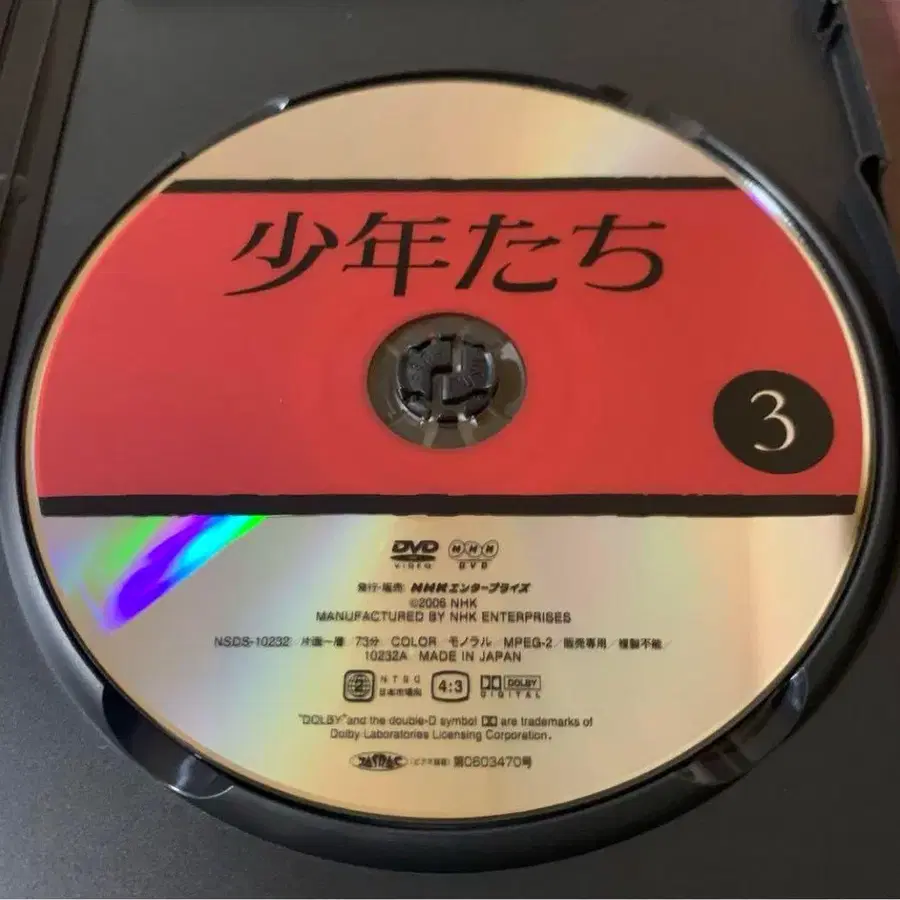 少年たち
3
DVD VIDEO NHK DVD
発行・販売 NHKエンタープライズ
©2006 NHK
MANUFACTURED BY NHK ENTERPRISES
NSDS-10232/片面一層/73分/COLOR/モノラル/MPEG-2/販売専用/複製不能/
10232A/MADE IN JAPAN
2 NTSC 日本市場向 4:3 DOLBY DIGITAL
"DOLBY" and the double-D symbol are trademarks of
Dolby Laboratories Licensing Corporation.
JASRAC 第0603470号